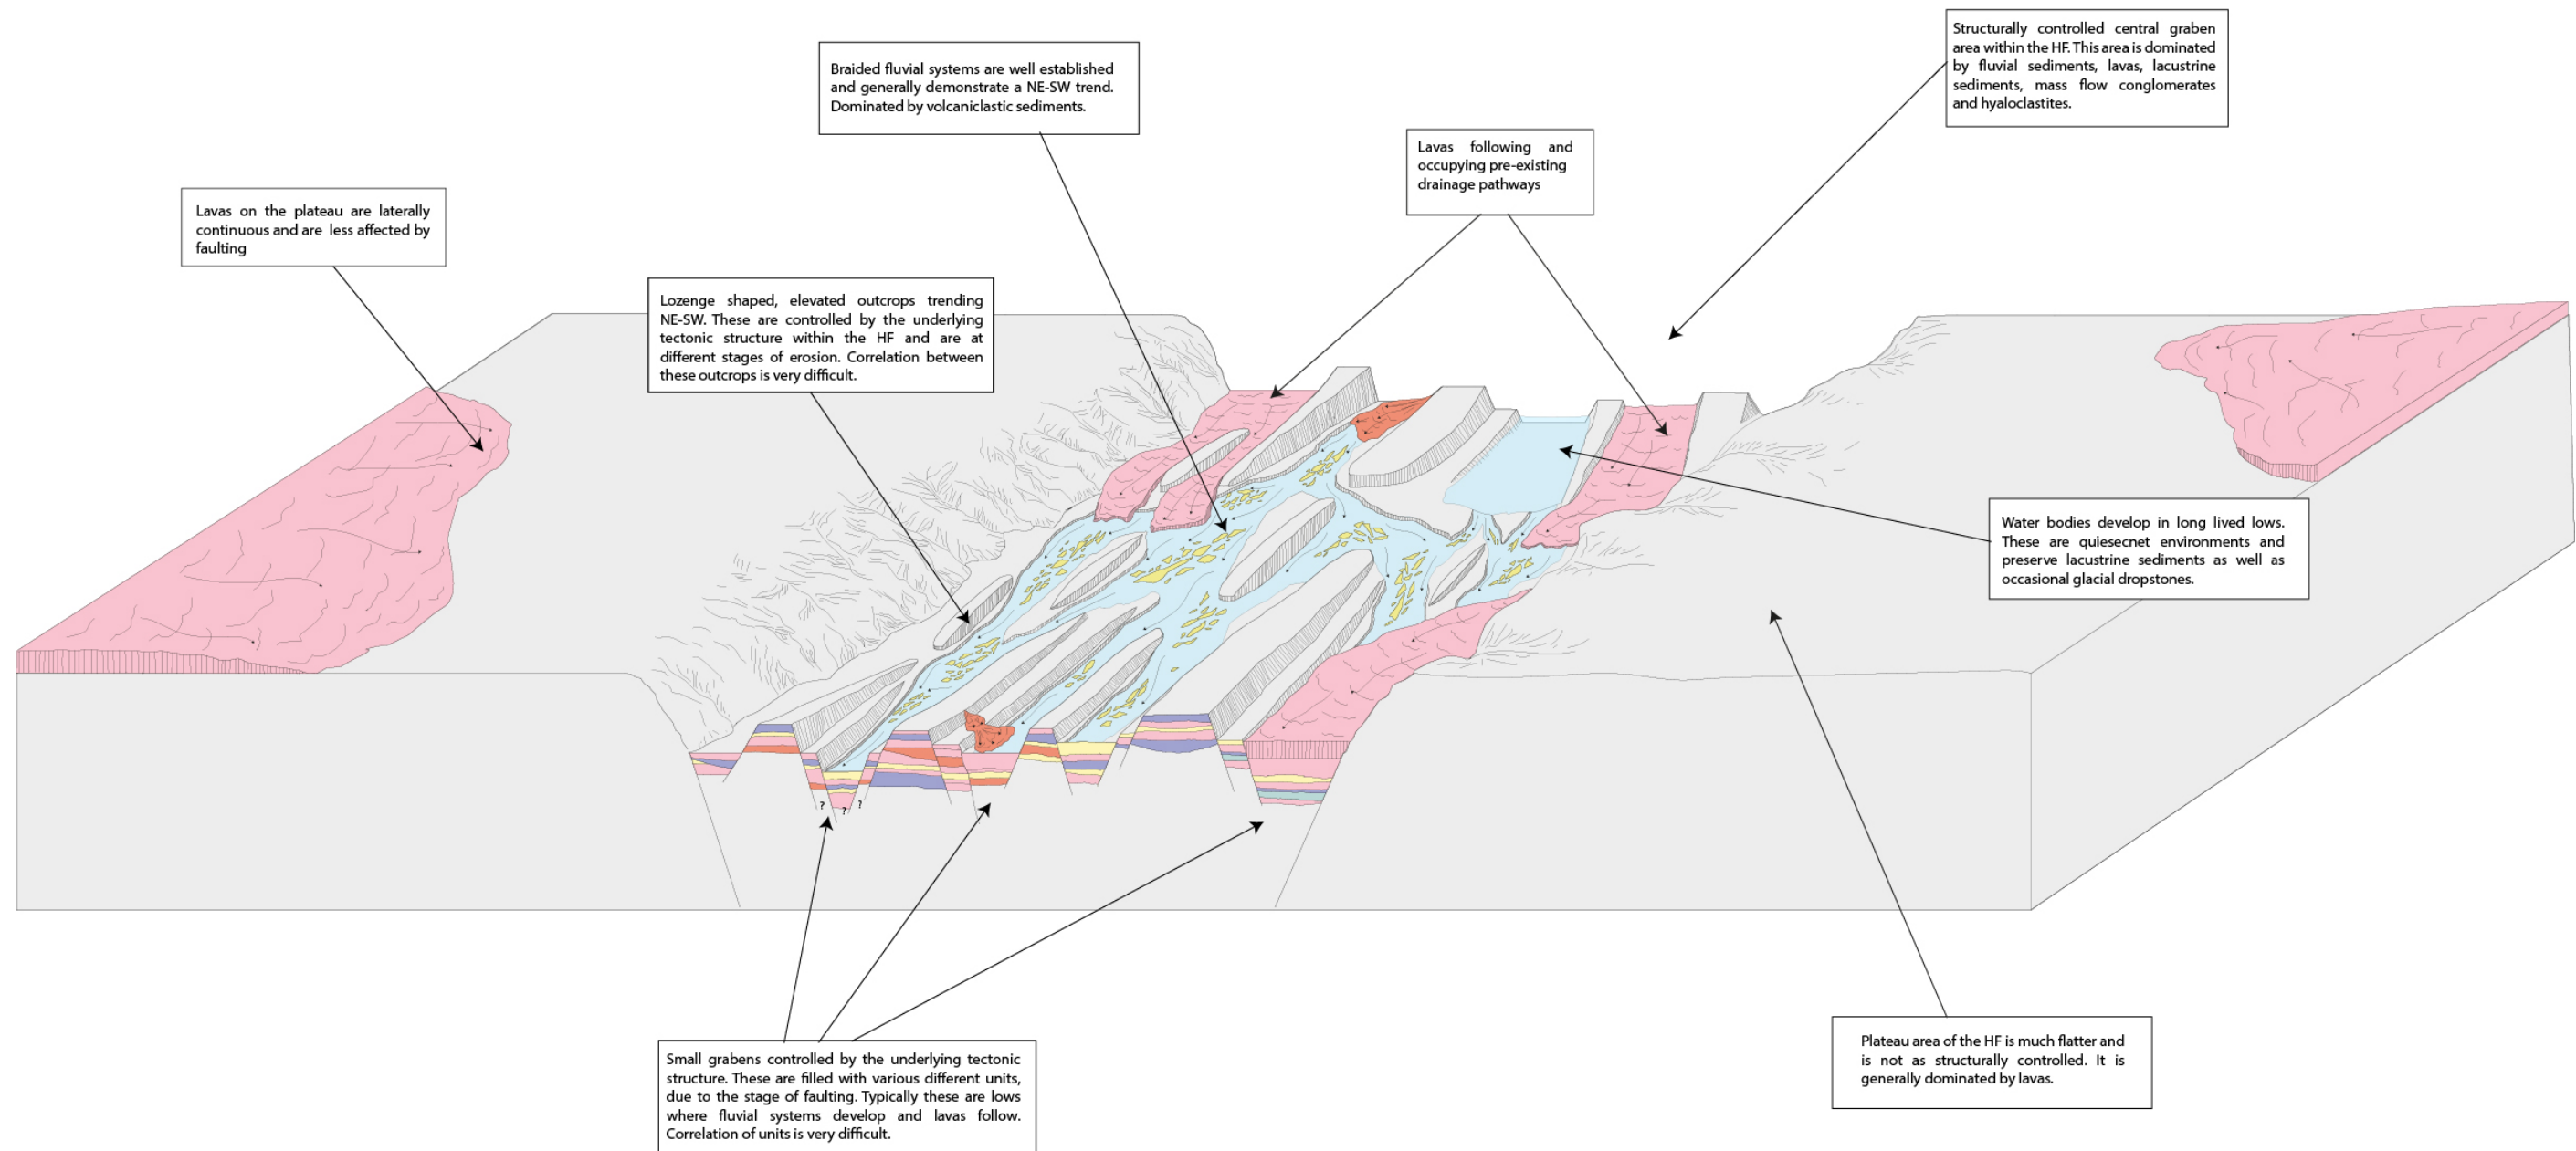 Structurally controlled central graben
area within the HF. This area is dominated
by fluvial sediments, lavas, lacustrine
sediments, mass flow conglomerates
and hyaloclastites.
Braided fluvial systems are well established
and generally demonstrate a NE-SW trend.
Dominated by volcaniclastic sediments.
Lavas following and
occupying pre-existing
drainage pathways
Lavas on the plateau are laterally
continuous and are less affected by
faulting
Lozenge shaped, elevated outcrops trending
NE-SW. These are controlled by the underlying
tectonic structure within the HF and are at
different stages of erosion. Correlation between
these outcrops is very difficult.
Water bodies develop in long lived lows.
These are quiesecnet environments and
preserve lacustrine sediments as well as
occasional glacial dropstones.
? ? ?
Small grabens controlled by the underlying tectonic
structure. These are filled with various different units,
due to the stage of faulting. Typically these are lows
where fluvial systems develop and lavas follow.
Correlation of units is very difficult.
Plateau area of the HF is much flatter and
is not as structurally controlled. It is
generally dominated by lavas.